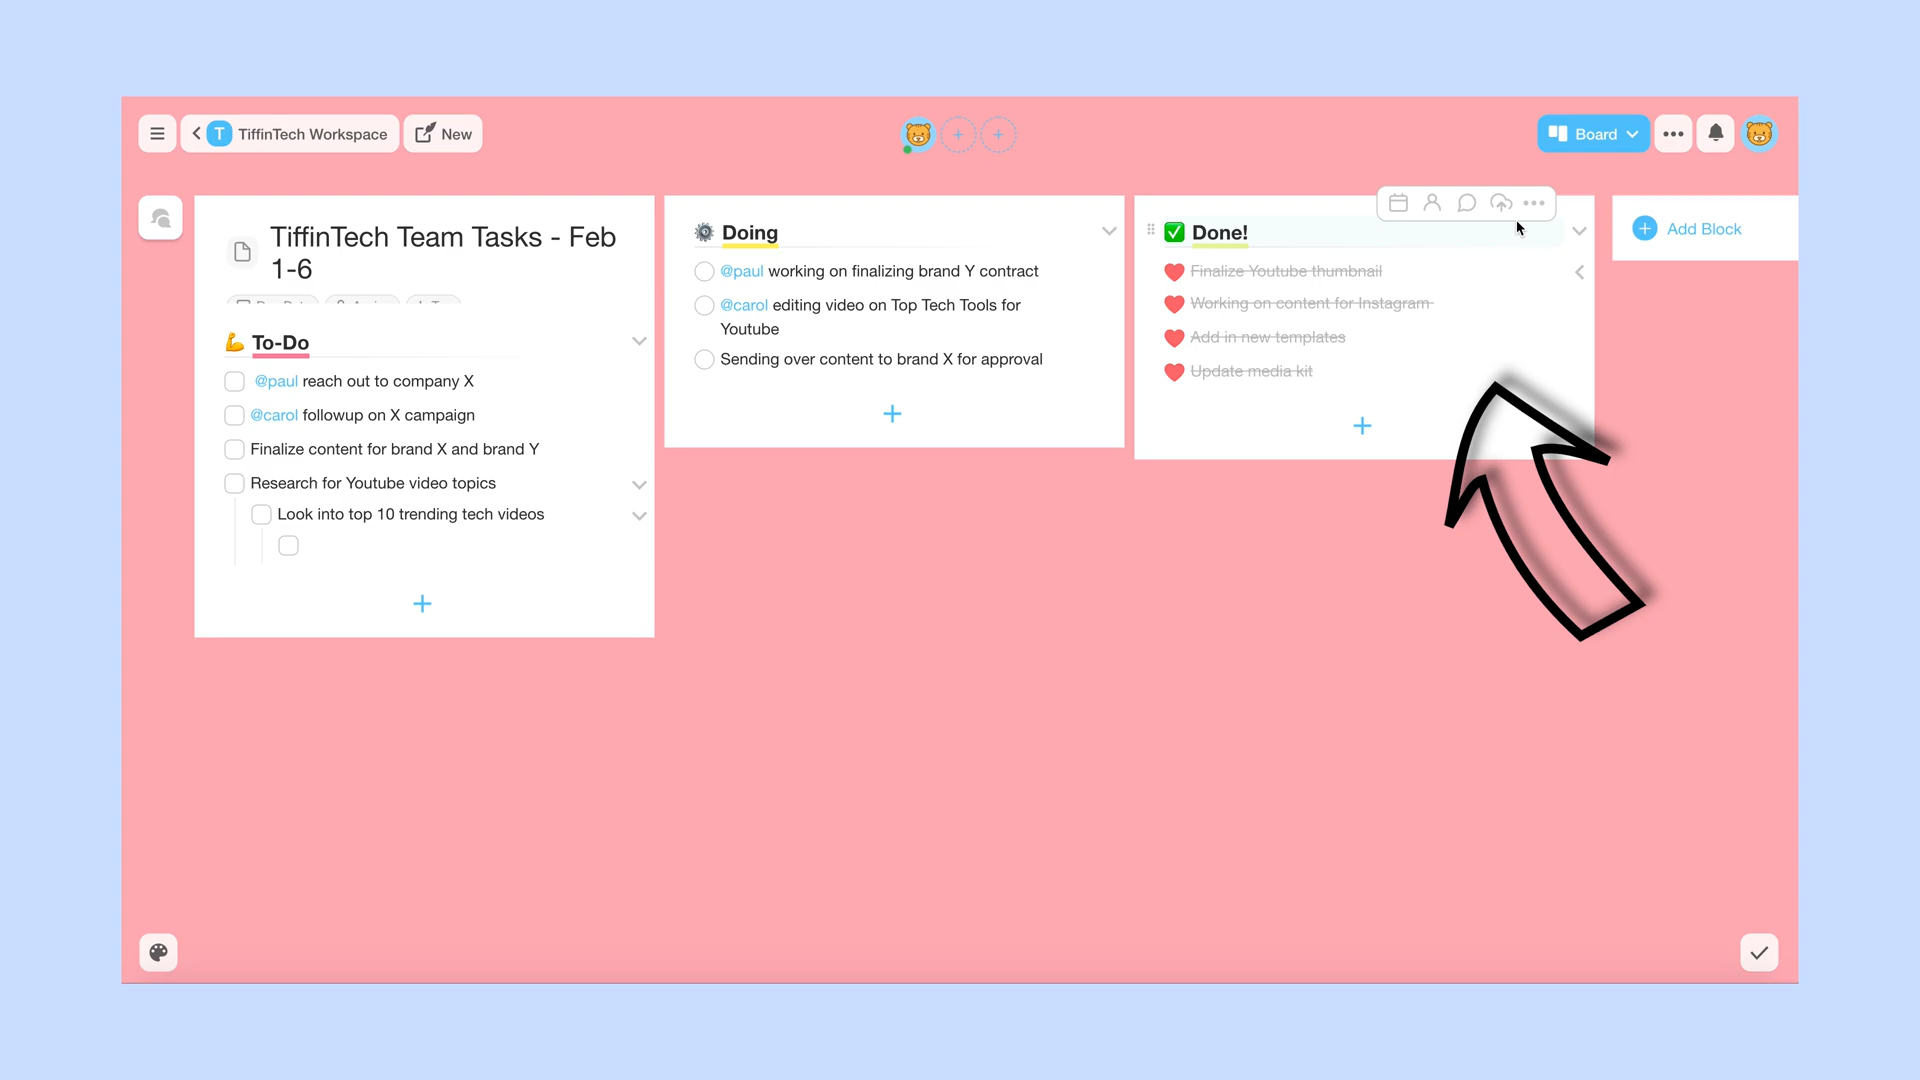 T TiffinTech Workspace
New
Board
TiffinTech Team Tasks - Feb
1-6
To-Do
@paul reach out to company X
@carol followup on X campaign
Finalize content for brand X and brand Y
Research for Youtube video topics
Look into top 10 trending tech videos
Doing
@paul working on finalizing brand Y contract
@carol editing video on Top Tech Tools for
Youtube
Sending over content to brand X for approval
Done!
Finalize Youtube thumbnail
Working on content for Instagram
Add in new templates
Update media kit
Add Block